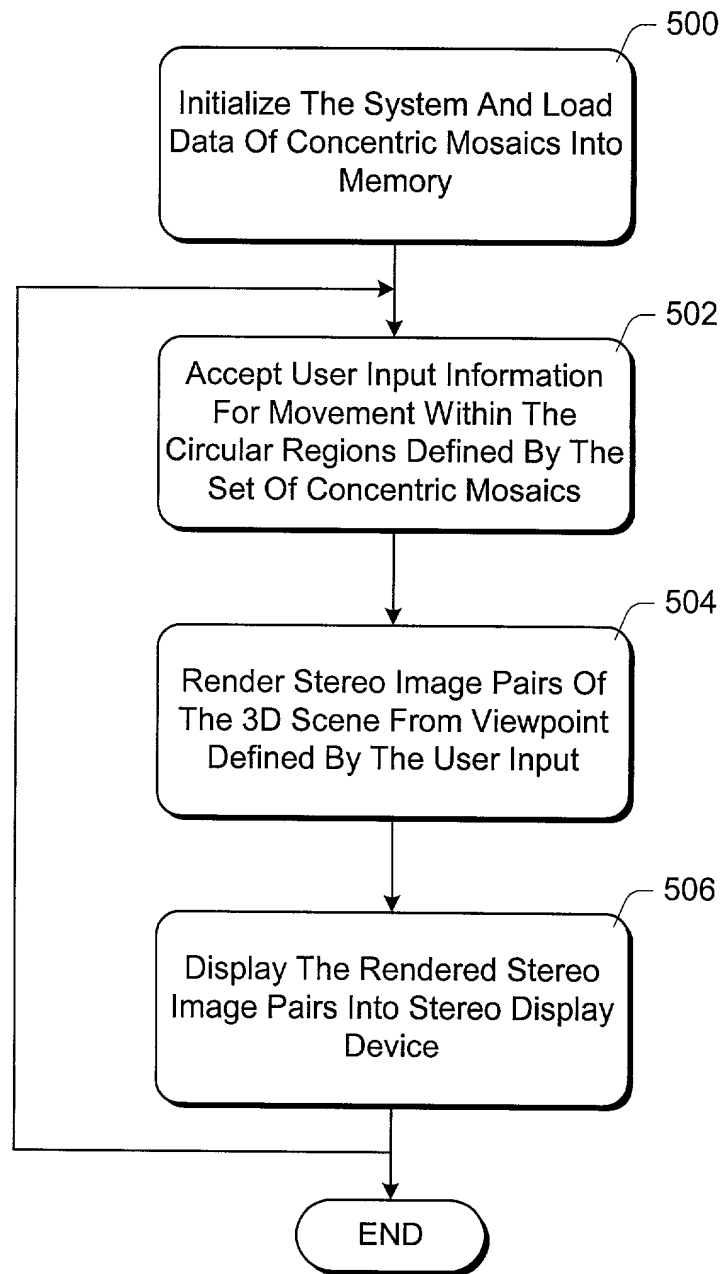 500
Initialize The System And Load
Data Of Concentric Mosaics Into
Memory
502
Accept User Input Information
For Movement Within The
Circular Regions Defined By The
Set Of Concentric Mosaics
504
Render Stereo Image Pairs Of
The 3D Scene From Viewpoint
Defined By The User Input
506
Display The Rendered Stereo
Image Pairs Into Stereo Display
Device
END